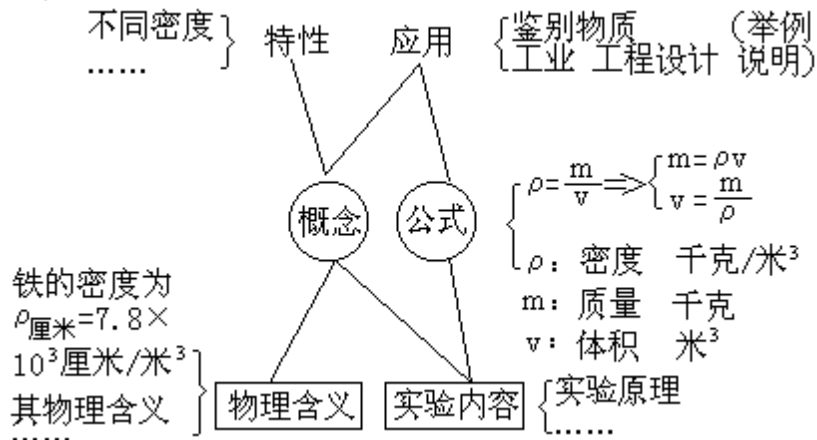 不同密度
……
特性
应用
鉴别物质 (举例
工业 工程设计 说明)
概念
公式
ρ=m/v⇒
m=ρv
v=m/ρ
ρ: 密度 千克/米³
m: 质量 千克
v: 体积 米³
铁的密度为
ρ厘米=7.8×
10³厘米/米³
其物理含义
……
物理含义
实验内容
实验原理
……